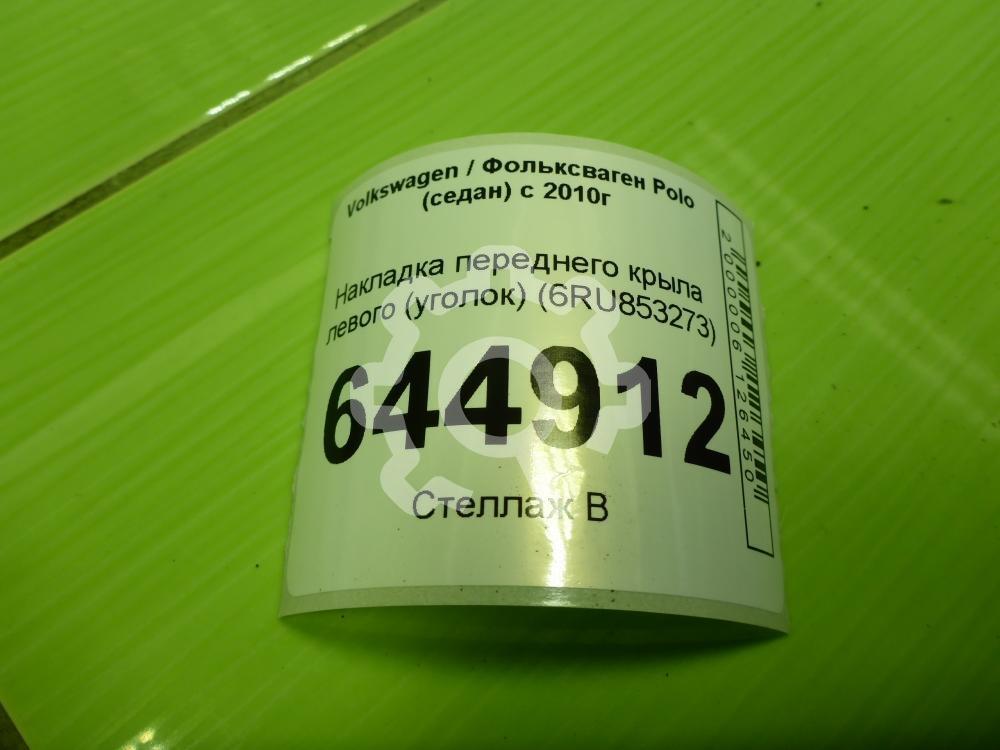 Volkswagen / Фольксваген Polo
(седан) с 2010г
Накладка переднего крыла
левого (уголок) (6RU853273)
644912
Стеллаж В
2000006126450